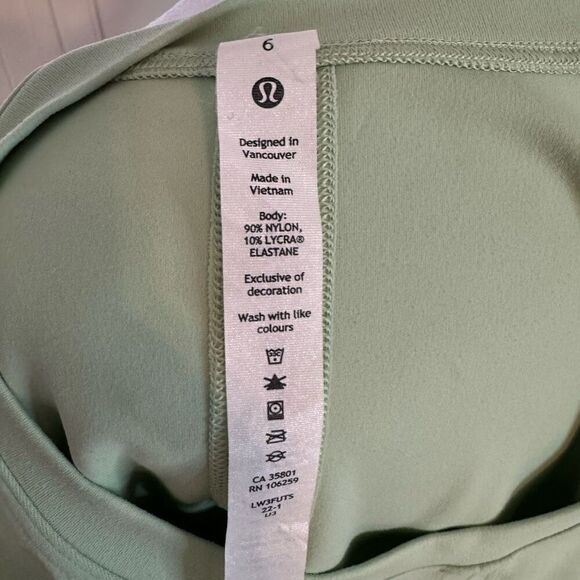 6
Designed in
Vancouver
Made in
Vietnam
Body:
90% NYLON,
10% LYCRA®
ELASTANE
Exclusive of
decoration
Wash with like
colours
CA 35801
RN 106259
LW3FUTS
22-1